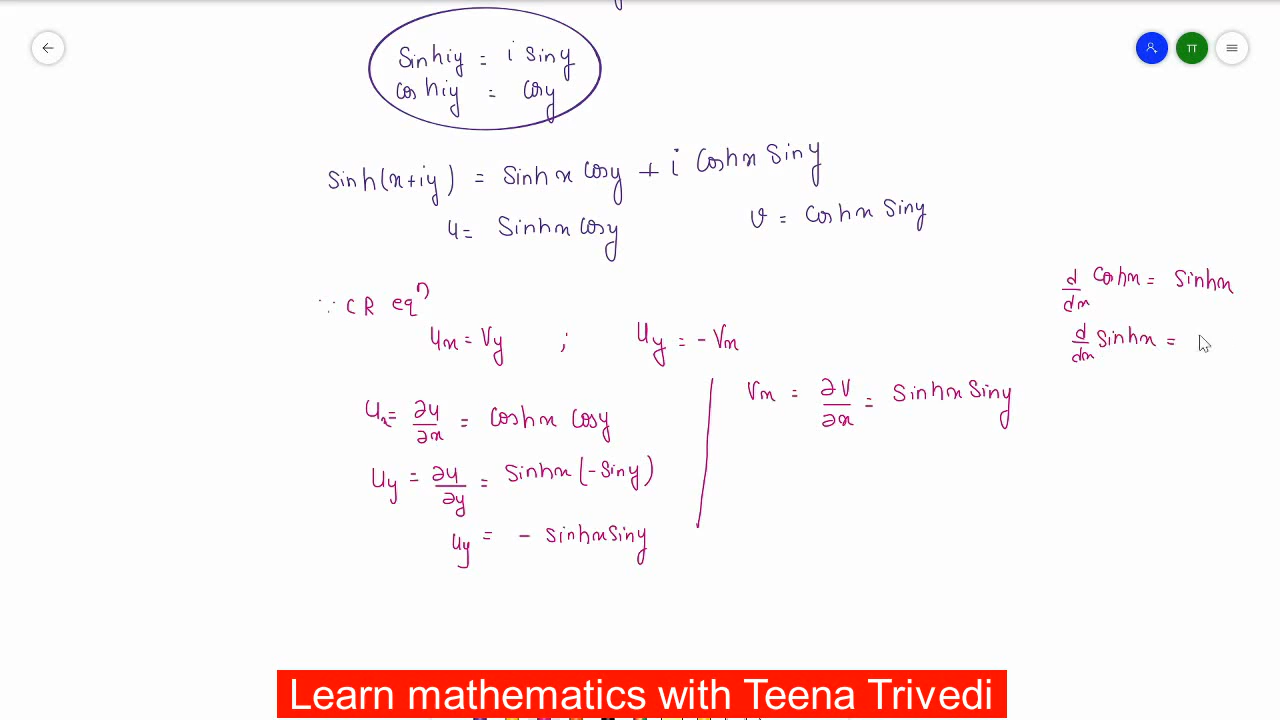 Sinhiy = i siny
coshiy = cosy
Sinh(x+iy) = Sinhx cosy + i Coshx Siny
u = Sinhx cosy
v = Coshx Siny
∵ CR eqⁿ
ux = Vy ; Uy = - Vx
d/dx Coshx = Sinhx
d/dx Sinhx =
Ux = ∂u/∂x = coshx cosy
Vx = ∂V/∂x = Sinhx Siny
Uy = ∂u/∂y = Sinhx (-Siny)
uy = - sinhx siny
TT
Learn mathematics with Teena Trivedi